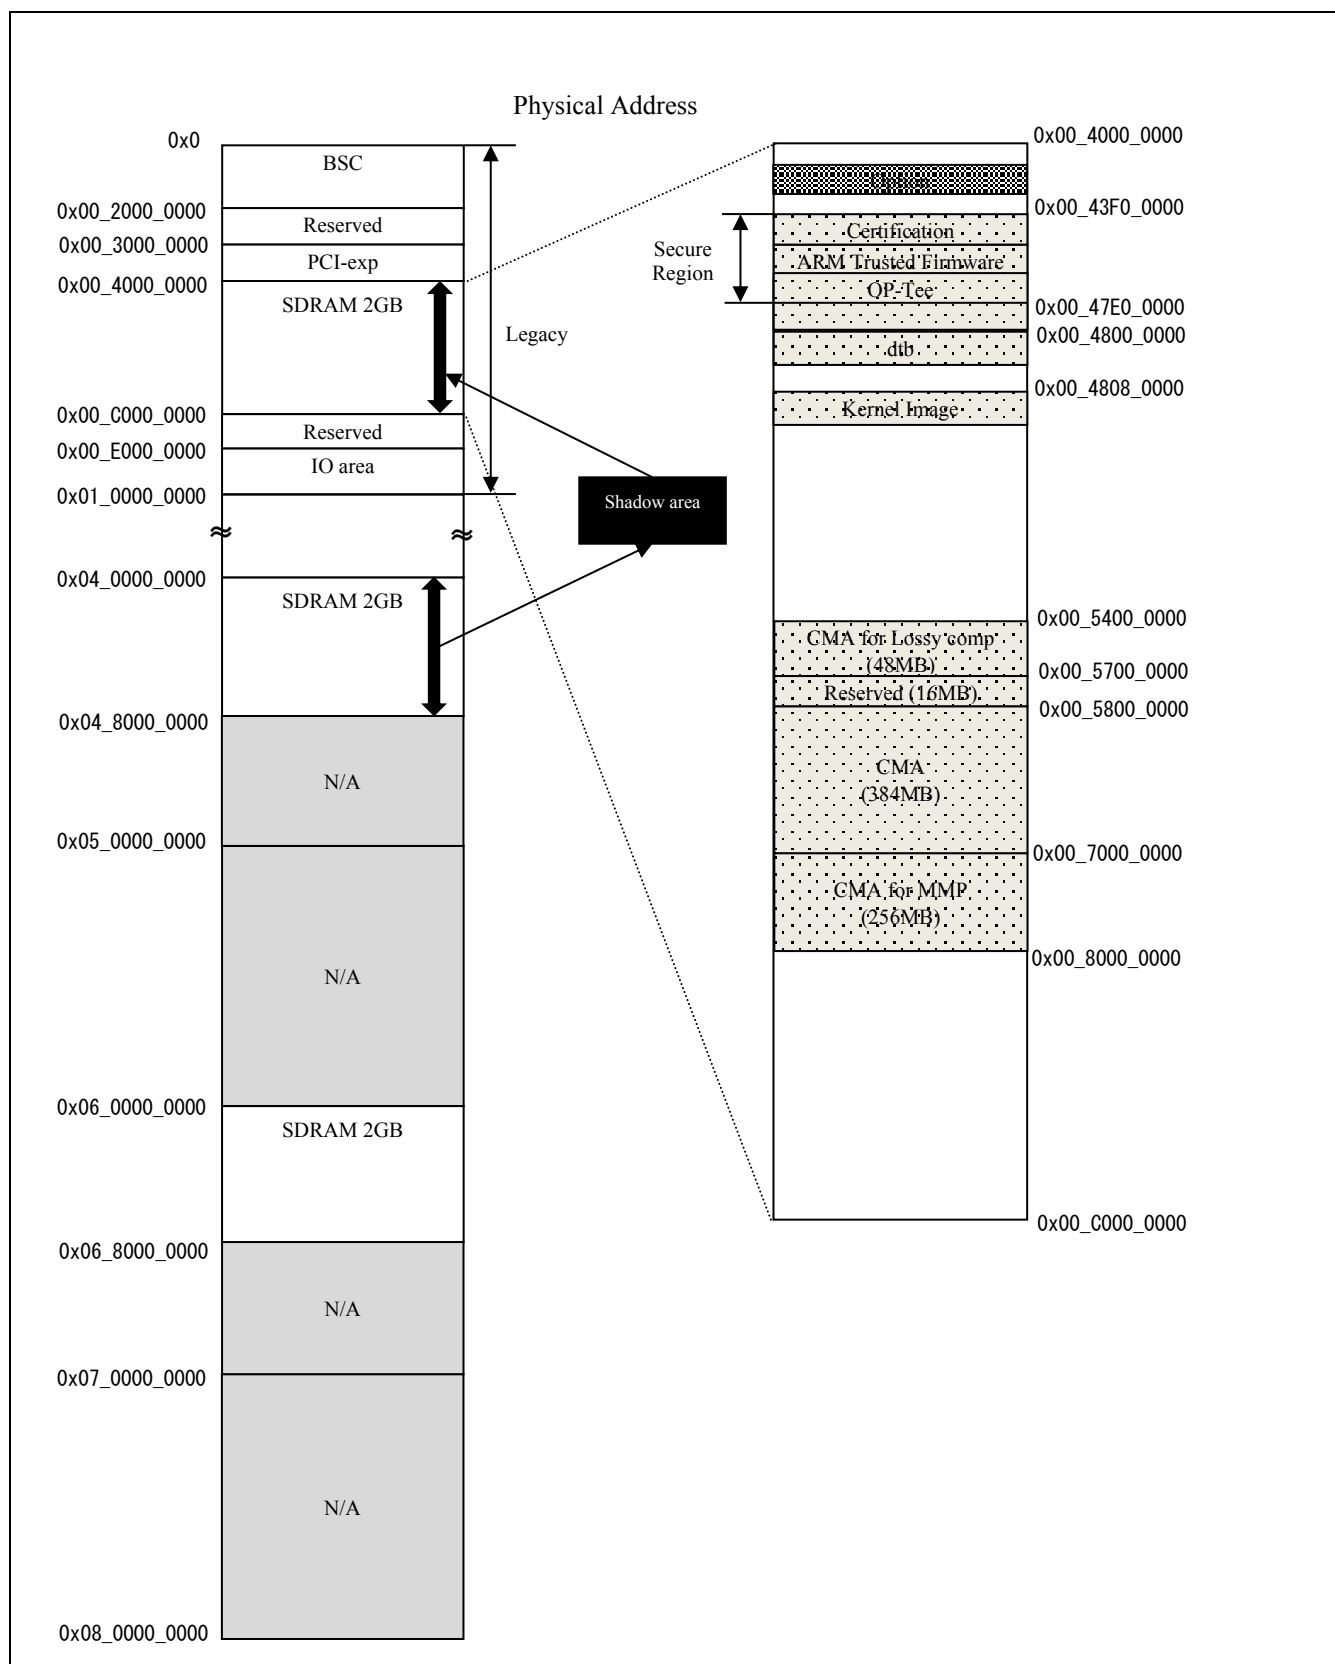 Physical Address
0x0
BSC
0x00_2000_0000
Reserved
0x00_3000_0000
PCI-exp
0x00_4000_0000
SDRAM 2GB
Legacy
0x00_C000_0000
Reserved
0x00_E000_0000
IO area
0x01_0000_0000
Shadow area
≈
≈
0x04_0000_0000
SDRAM 2GB
0x04_8000_0000
N/A
0x05_0000_0000
N/A
0x06_0000_0000
SDRAM 2GB
0x06_8000_0000
N/A
0x07_0000_0000
N/A
0x08_0000_0000
0x00_4000_0000
0x00_43F0_0000
Secure
Region
Certification
ARM Trusted Firmware
OP-Tee
0x00_47E0_0000
0x00_4800_0000
dtb
0x00_4808_0000
Kernel Image
0x00_5400_0000
CMA for Lossy comp
(48MB)
0x00_5700_0000
Reserved (16MB)
0x00_5800_0000
CMA
(384MB)
0x00_7000_0000
CMA for MMP
(256MB)
0x00_8000_0000
0x00_C000_0000